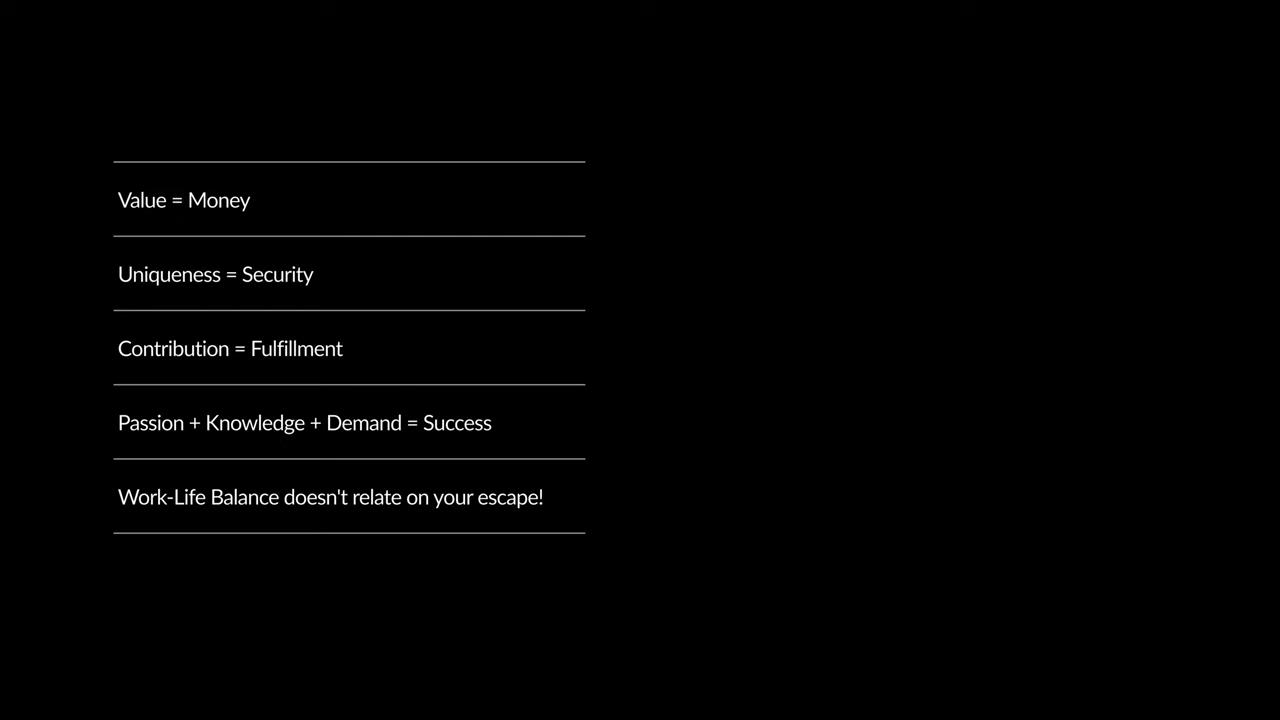 Value = Money
Uniqueness = Security
Contribution = Fulfillment
Passion + Knowledge + Demand = Success
Work-Life Balance doesn't relate on your escape!